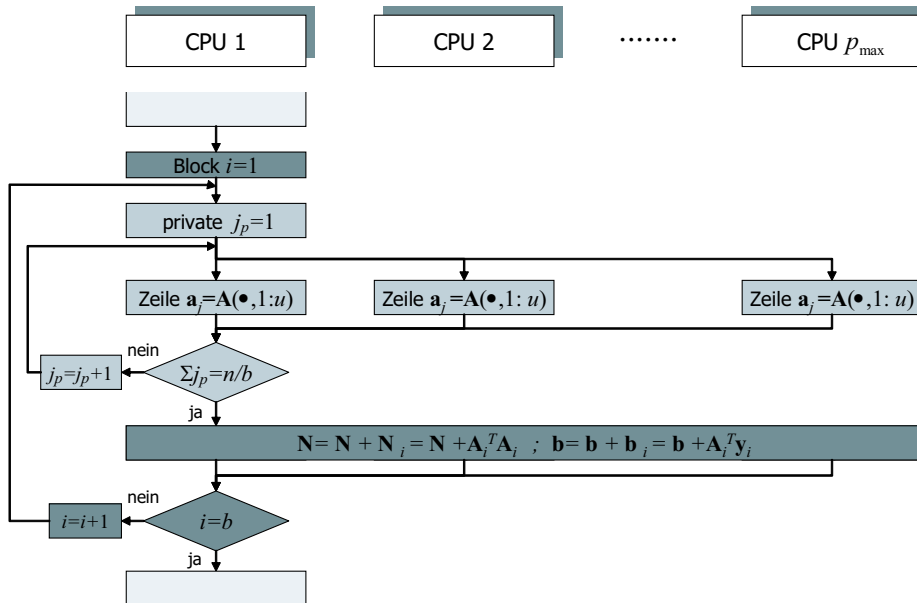 CPU 1 CPU 2 ....... CPU p_max
Block i=1
private j_p=1
Zeile a_j=A(•,1:u) Zeile a_j=A(•,1: u) Zeile a_j=A(•,1: u)
nein
j_p=j_p+1 Σj_p=n/b
ja
N= N + N_i = N +A_i^T A_i ; b= b + b_i = b +A_i^T y_i
nein
i=i+1 i=b
ja